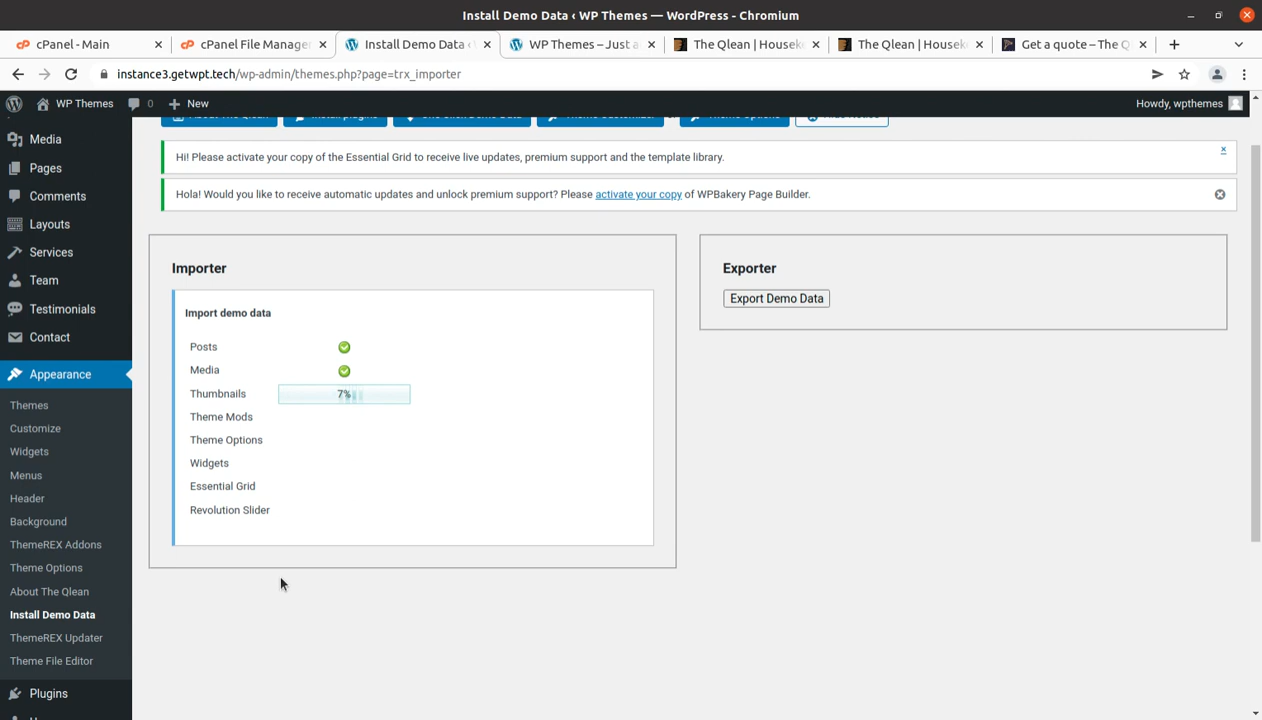 Install Demo Data ‹ WP Themes — WordPress - Chromium
cPanel - Main
cPanel File Manager
Install Demo Data ‹
WP Themes – Just a
The Qlean | Houseke
The Qlean | Houseke
Get a quote – The Q
instance3.getwpt.tech/wp-admin/themes.php?page=trx_importer
WP Themes
0
New
Howdy, wpthemes
Media
Pages
Comments
Layouts
Services
Team
Testimonials
Contact
Appearance
Themes
Customize
Widgets
Menus
Header
Background
ThemeREX Addons
Theme Options
About The Qlean
Install Demo Data
ThemeREX Updater
Theme File Editor
Plugins
Hi! Please activate your copy of the Essential Grid to receive live updates, premium support and the template library.
Hola! Would you like to receive automatic updates and unlock premium support? Please activate your copy of WPBakery Page Builder.
Importer
Import demo data
Posts
Media
Thumbnails
7%
Theme Mods
Theme Options
Widgets
Essential Grid
Revolution Slider
Exporter
Export Demo Data